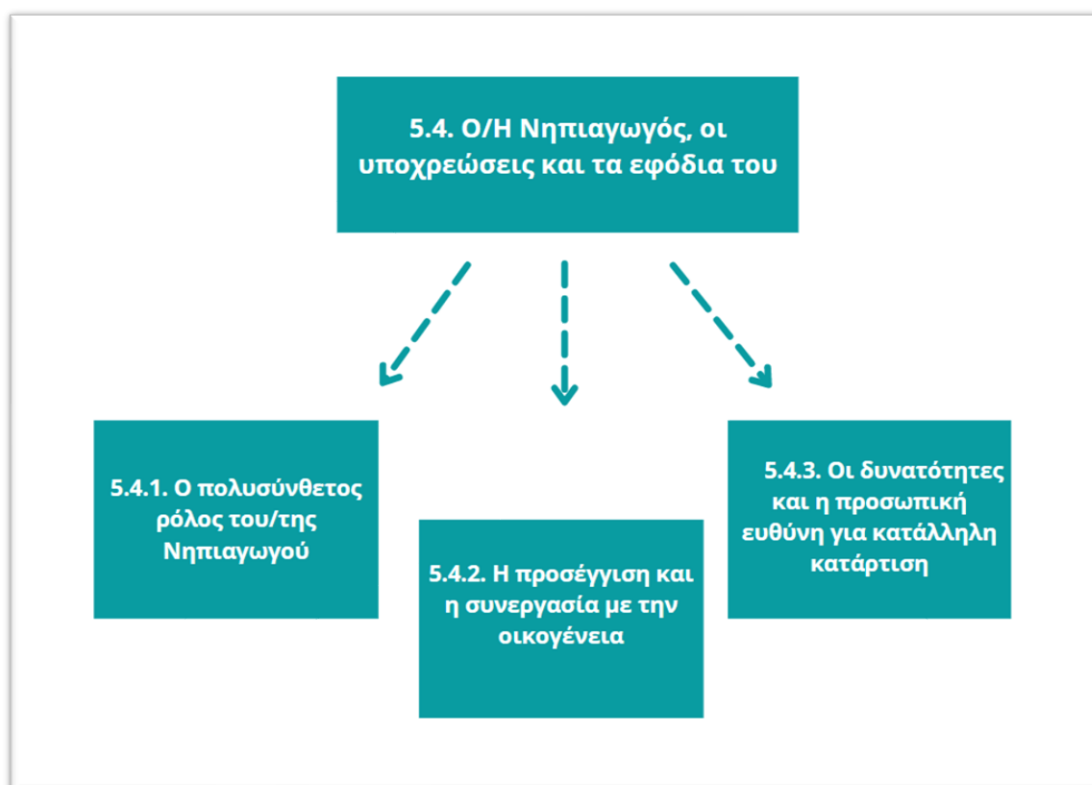 5.4. Ο/Η Νηπιαγωγός, οι
υποχρεώσεις και τα εφόδια του
5.4.1. Ο πολυσύνθετος
ρόλος του/της
Νηπιαγωγού
5.4.2. Η προσέγγιση και
η συνεργασία με την
οικογένεια
5.4.3. Οι δυνατότητες
και η προσωπική
ευθύνη για κατάλληλη
κατάρτιση